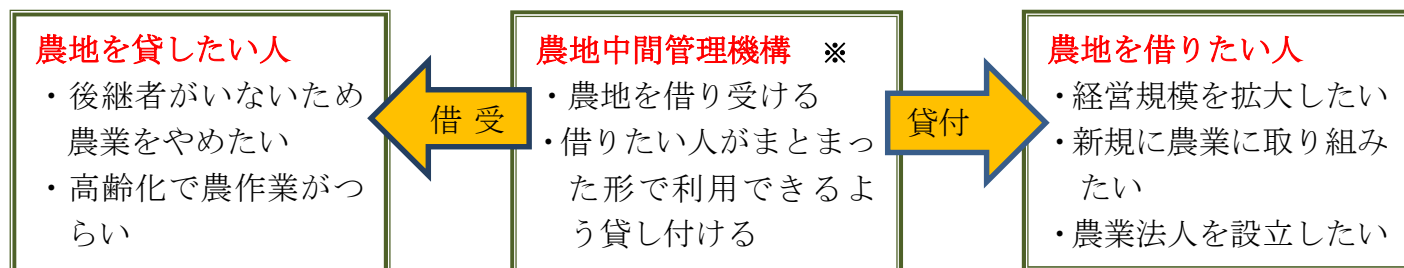 農地を貸したい人
・後継者がいないため
農業をやめたい
・高齢化で農作業がつ
らい
借 受
農地中間管理機構 ※
・農地を借り受ける
・借りたい人がまとまっ
た形で利用できるよ
う貸し付ける
貸付
農地を借りたい人
・経営規模を拡大したい
・新規に農業に取り組み
たい
・農業法人を設立したい